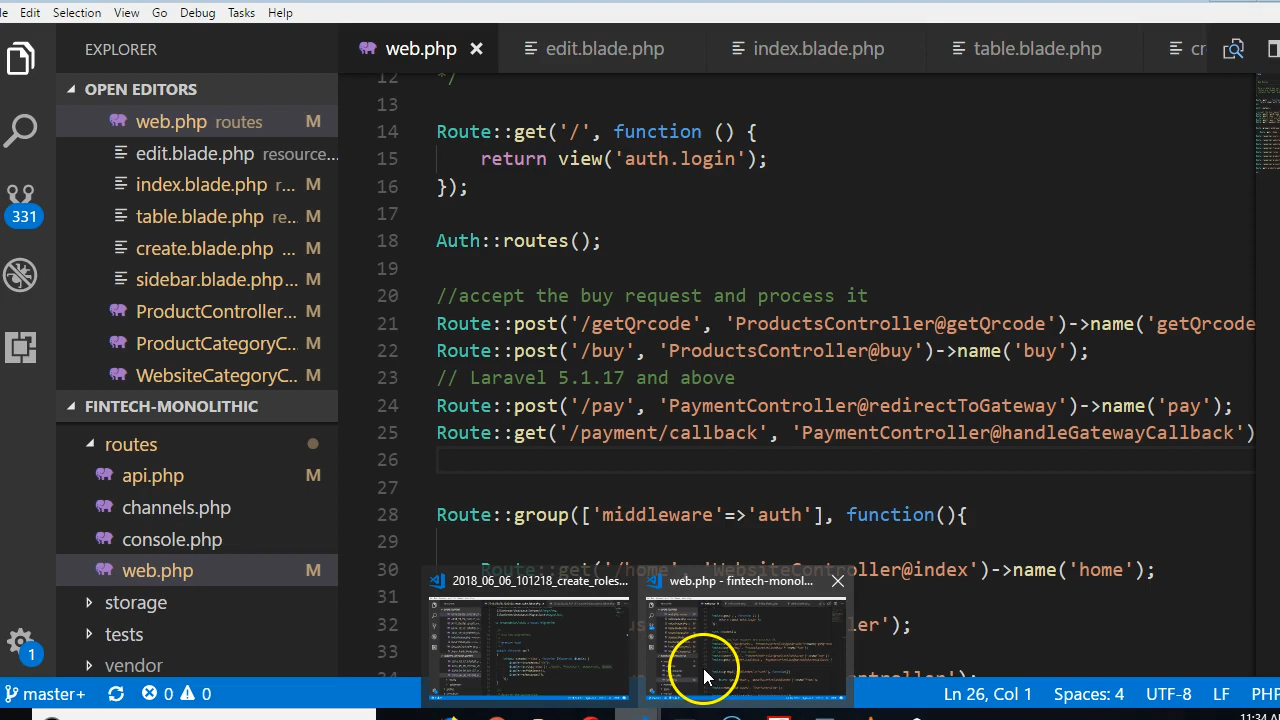 Edit Selection View Go Debug Tasks Help
EXPLORER
web.php
edit.blade.php
index.blade.php
table.blade.php
OPEN EDITORS
web.php routes M
edit.blade.php resource...
index.blade.php r... M
table.blade.php re... M
create.blade.php ... M
sidebar.blade.php... M
ProductController... M
ProductCategoryC... M
WebsiteCategoryC... M
FINTECH-MONOLITHIC
routes
api.php M
channels.php
console.php
web.php M
storage
tests
vendor
331
1
12 */
13
14 Route::get('/', function () {
15 return view('auth.login');
16 });
17
18 Auth::routes();
19
20 //accept the buy request and process it
21 Route::post('/getQrcode', 'ProductsController@getQrcode')->name('getQrcode
22 Route::post('/buy', 'ProductsController@buy')->name('buy');
23 // Laravel 5.1.17 and above
24 Route::post('/pay', 'PaymentController@redirectToGateway')->name('pay');
25 Route::get('/payment/callback', 'PaymentController@handleGatewayCallback')
26
27
28 Route::group(['middleware'=>'auth'], function(){
29
30 Route::get('/home', 'WebsiteController@index')->name('home');
31
32
33
2018_06_06_101218_create_roles...
web.php - fintech-monol...
master+ 0 0 Ln 26, Col 1 Spaces: 4 UTF-8 LF PHP